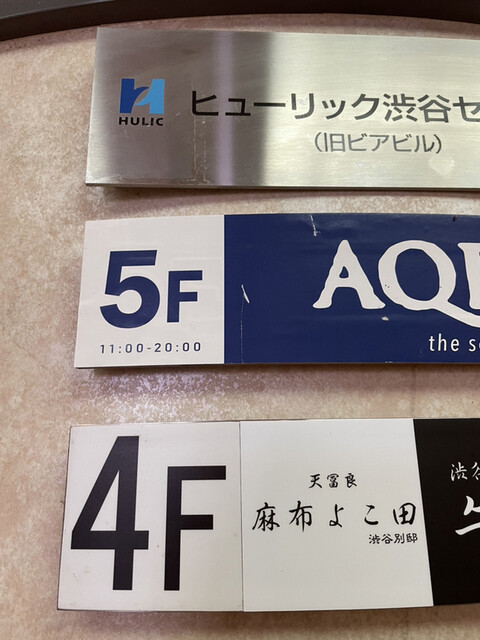 HULIC
ヒューリック渋谷セ
(旧ビアビル)
5F
11:00-20:00
AQ
the s
4F
天冨良
麻布よこ田
渋谷別邸
渋